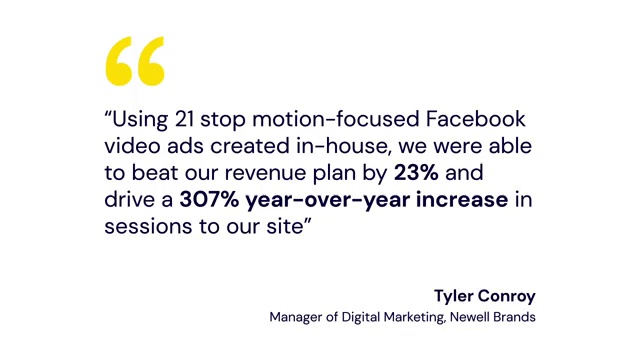 “Using 21 stop motion-focused Facebook
video ads created in-house, we were able
to beat our revenue plan by 23% and
drive a 307% year-over-year increase in
sessions to our site”
Tyler Conroy
Manager of Digital Marketing, Newell Brands